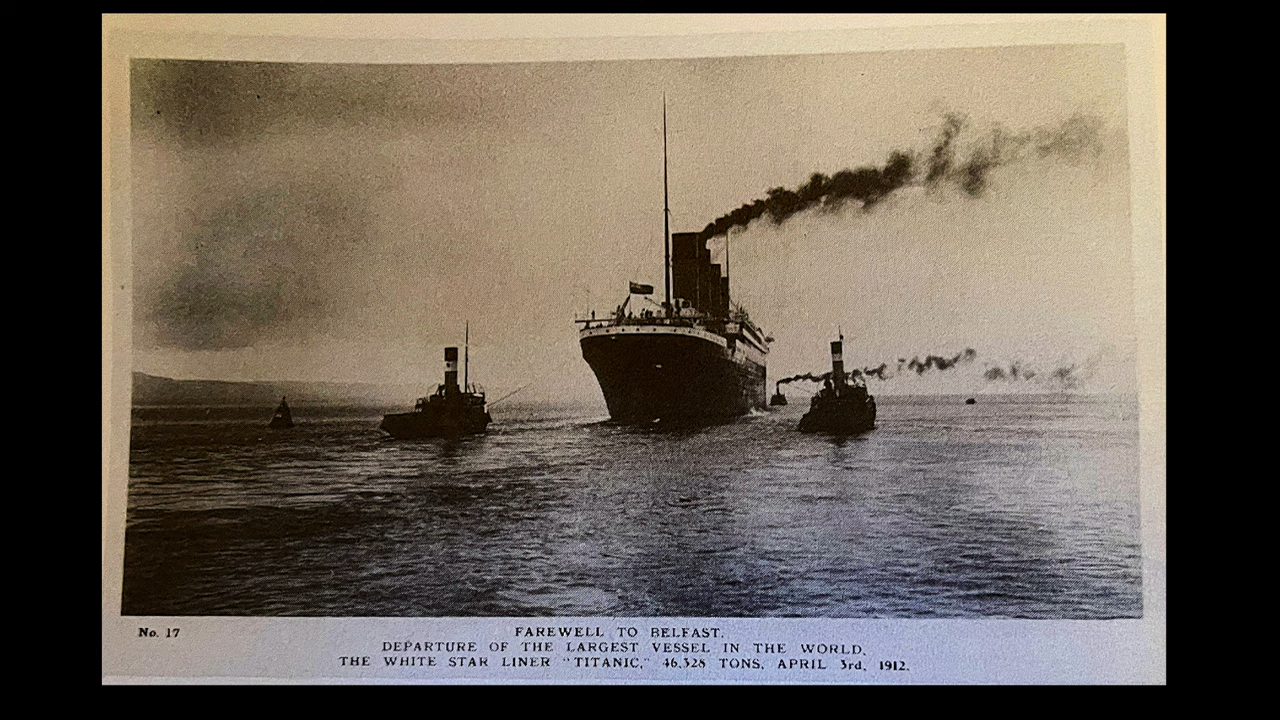 No. 17
FAREWELL TO BELFAST.
DEPARTURE OF THE LARGEST VESSEL IN THE WORLD.
THE WHITE STAR LINER "TITANIC," 46,328 TONS, APRIL 3rd, 1912.